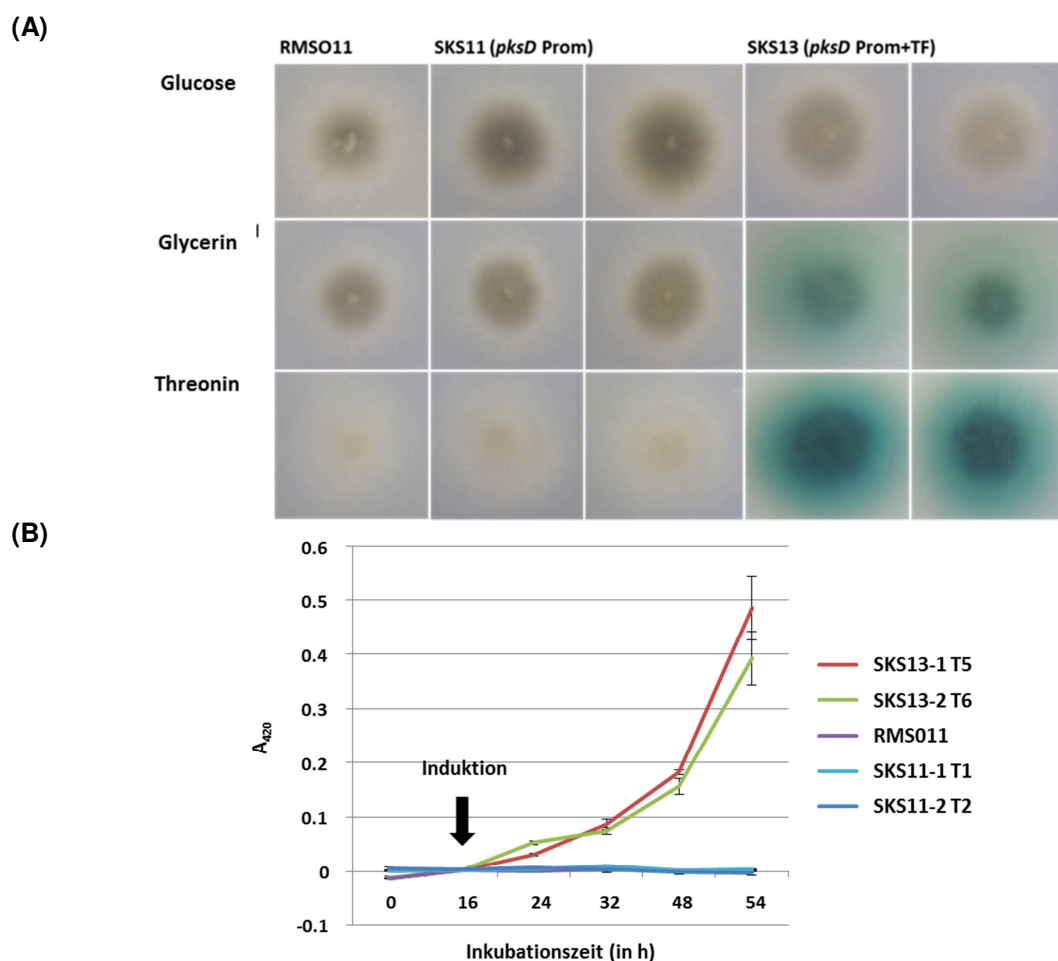 (A)
RMSO11 SKS11 (pksD Prom) SKS13 (pksD Prom+TF)
Glucose
Glycerin
Threonin
(B)
0.6
0.5
0.4
0.3
0.2
0.1
0
-0.1
A420
Induktion
0 16 24 32 48 54
Inkubationszeit (in h)
SKS13-1 T5
SKS13-2 T6
RMS011
SKS11-1 T1
SKS11-2 T2